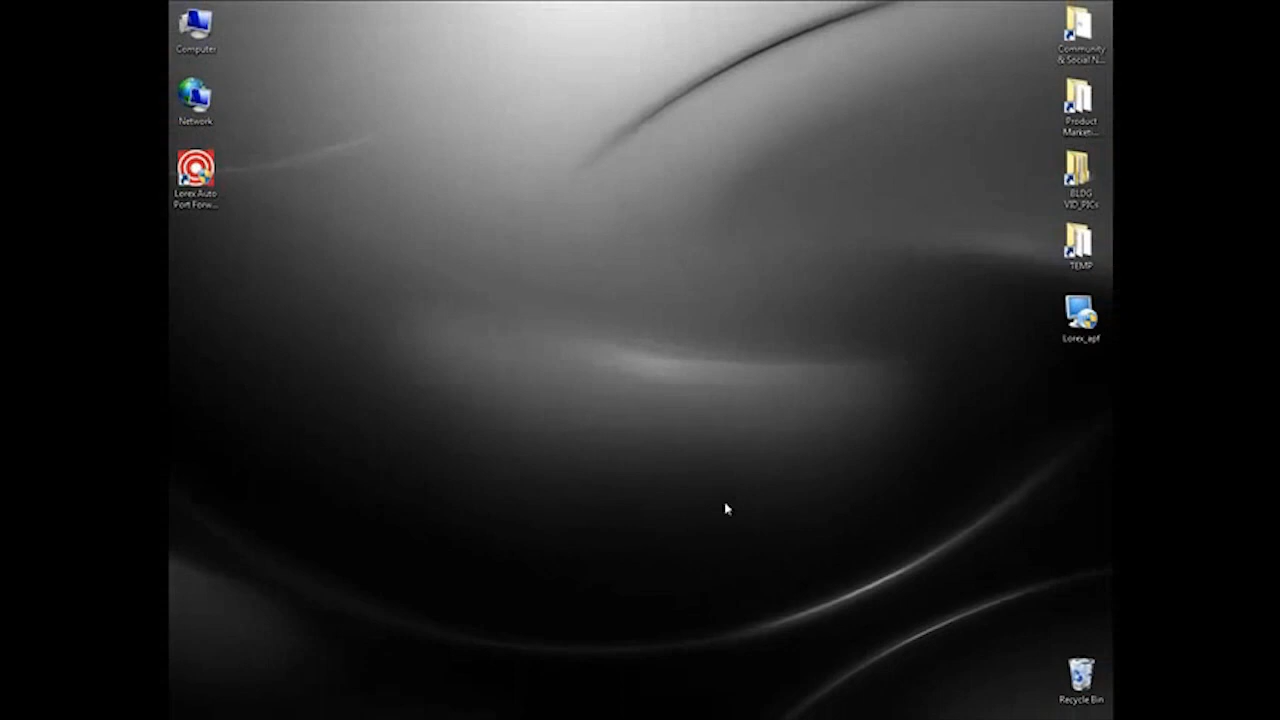 Computer
Network
Lorex Auto
Port Forw...
Community
& Social N...
Product
Marketi...
BLDG
VID_PICs
TEMP
Lorex_apf
Recycle Bin